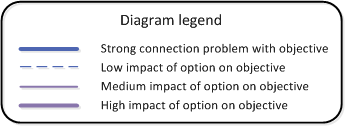 Diagram legend
Strong connection problem with objective
Low impact of option on objective
Medium impact of option on objective
High impact of option on objective